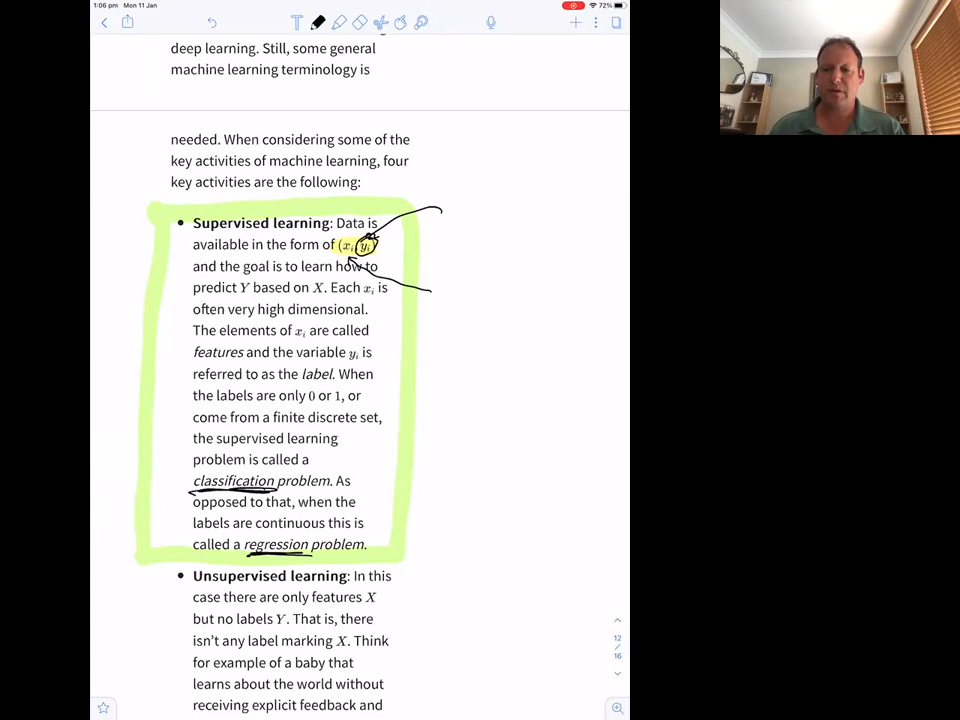 1:06 pm Mon 11 Jan
72%
deep learning. Still, some general
machine learning terminology is
needed. When considering some of the
key activities of machine learning, four
key activities are the following:
• Supervised learning: Data is
available in the form of (x_i, y_i)
and the goal is to learn how to
predict Y based on X. Each x_i is
often very high dimensional.
The elements of x_i are called
features and the variable y_i is
referred to as the label. When
the labels are only 0 or 1, or
come from a finite discrete set,
the supervised learning
problem is called a
classification problem. As
opposed to that, when the
labels are continuous this is
called a regression problem.
• Unsupervised learning: In this
case there are only features X
but no labels Y. That is, there
isn't any label marking X. Think
for example of a baby that
learns about the world without
receiving explicit feedback and
12
/
16